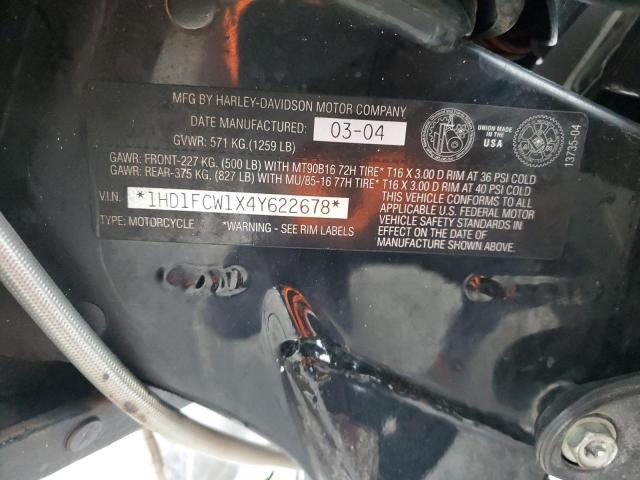 MFG BY HARLEY-DAVIDSON MOTOR COMPANY
DATE MANUFACTURED: 03-04
GVWR: 571 KG.(1259 LB)
UNION MADE IN THE USA
13735-04
GAWR: FRONT-227 KG. (500 LB) WITH MT90B16 72H TIRE* T16 X 3.00 D RIM AT 36 PSI COLD
GAWR: REAR-375 KG. (827 LB) WITH MU/85-16 77H TIRE* T16 X 3.00 D RIM AT 40 PSI COLD
V.I.N. *1HD1FCW1X4Y622678*
TYPE: MOTORCYCLE *WARNING – SEE RIM LABELS
THIS VEHICLE CONFORMS TO ALL
APPLICABLE U.S. FEDERAL MOTOR
VEHICLE SAFETY STANDARDS IN
EFFECT ON THE DATE OF
MANUFACTURE SHOWN ABOVE.